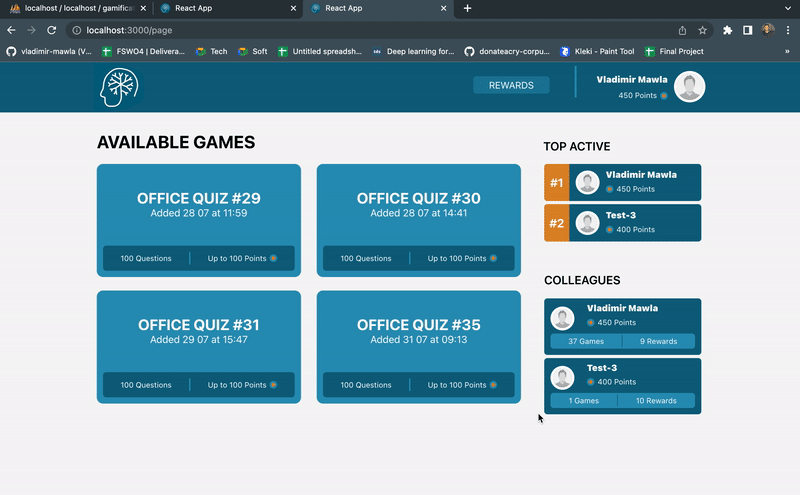 localhost / localhost / gamifica
React App
React App
localhost:3000/page
vladimir-mawla (V...
FSWO4 | Delivera...
Tech
Soft
Untitled spreadsh...
Deep learning for...
donateacry-corpu...
Kleki - Paint Tool
Final Project
REWARDS
Vladimir Mawla
450 Points
AVAILABLE GAMES
OFFICE QUIZ #29
Added 28 07 at 11:59
100 Questions
Up to 100 Points
OFFICE QUIZ #30
Added 28 07 at 14:41
100 Questions
Up to 100 Points
OFFICE QUIZ #31
Added 29 07 at 15:47
100 Questions
Up to 100 Points
OFFICE QUIZ #35
Added 31 07 at 09:13
100 Questions
Up to 100 Points
TOP ACTIVE
#1
Vladimir Mawla
450 Points
#2
Test-3
400 Points
COLLEAGUES
Vladimir Mawla
450 Points
37 Games
9 Rewards
Test-3
400 Points
1 Games
10 Rewards